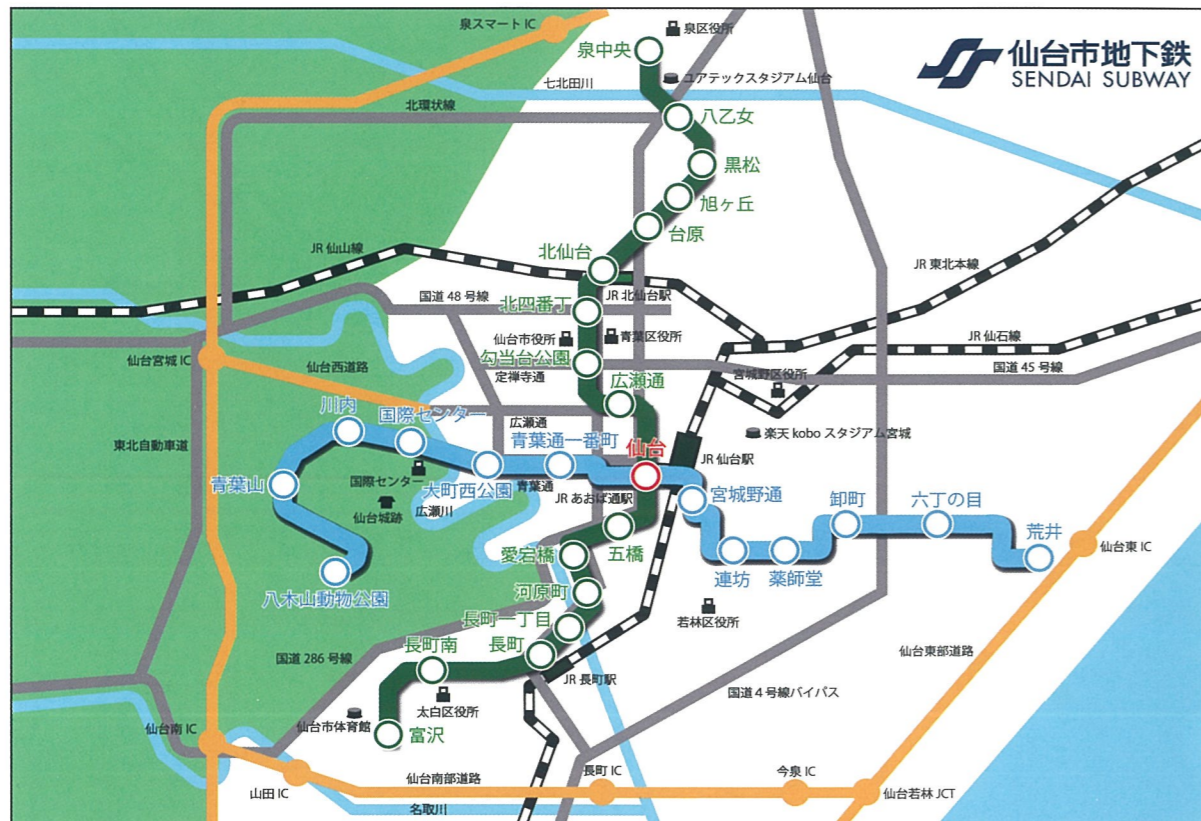 泉スマート IC
泉区役所
泉中央
仙台市地下鉄
SENDAI SUBWAY
ユアテックスタジアム仙台
七北田川
北環状線
八乙女
黒松
旭ヶ丘
台原
JR 仙山線
北仙台
JR 東北本線
国道 48 号線
JR 北仙台駅
北四番丁
仙台市役所
青葉区役所
JR 仙石線
仙台宮城 IC
仙台西道路
勾当台公園
定禅寺通
宮城野区役所
国道 45 号線
広瀬通
川内
国際センター
広瀬通
東北自動車道
青葉通一番町
仙台
楽天 kobo スタジアム宮城
JR 仙台駅
青葉山
国際センター
大町西公園
青葉通
JR あおば通駅
宮城野通
仙台城跡
広瀬川
卸町
六丁の目
荒井
五橋
仙台東 IC
愛宕橋
連坊
薬師堂
八木山動物公園
河原町
長町一丁目
若林区役所
長町南
長町
仙台東部道路
国道 286 号線
JR 長町駅
国道 4 号線バイパス
太白区役所
仙台市体育館
仙台南 IC
富沢
仙台南部道路
長町 IC
今泉 IC
山田 IC
仙台若林 JCT
名取川